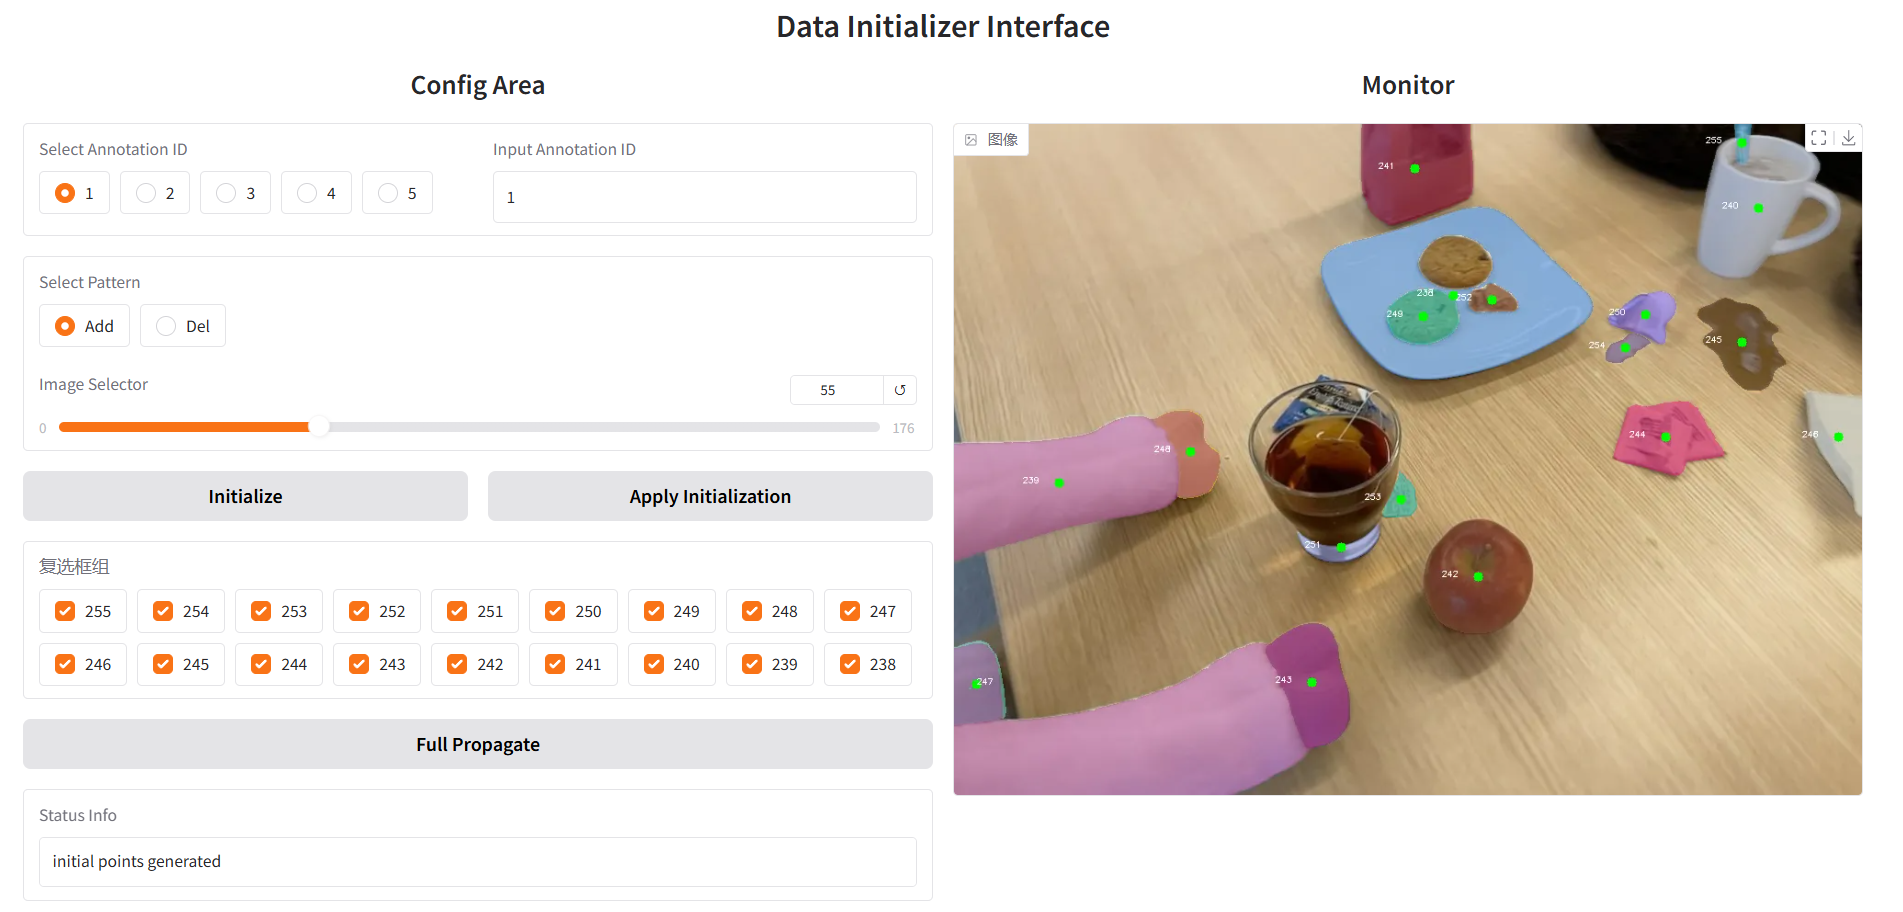 Data Initializer Interface
Config Area
Select Annotation ID
1 2 3 4 5
Input Annotation ID
1
Select Pattern
Add Del
Image Selector
55
0
176
Initialize
Apply Initialization
复选框组
255 254 253 252 251 250 249 248 247
246 245 244 243 242 241 240 239 238
Full Propagate
Status Info
initial points generated
Monitor
图像
255
241
240
238
252
249
250
254
245
244
246
248
239
253
251
242
247
243